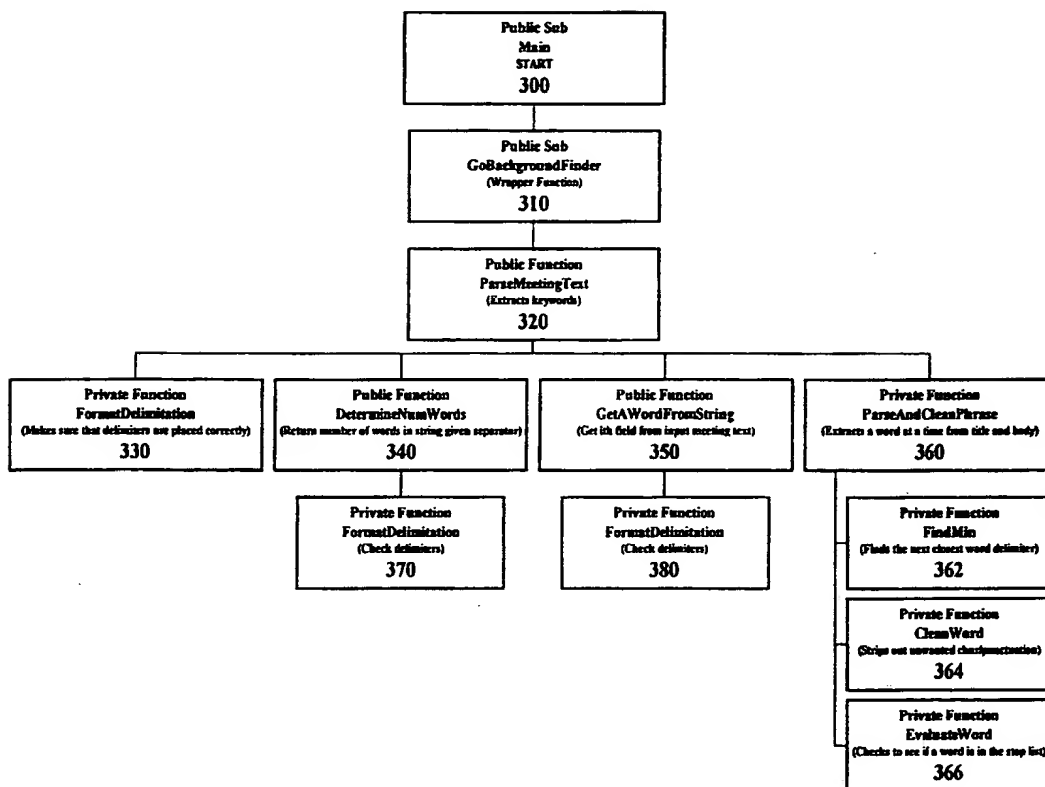 Public Sub
Main
START
300
Public Sub
GoBackgroundFinder
(Wrapper Function)
310
Public Function
ParseMeetingText
(Extracts keywords)
320
Private Function
FormatDelimitation
(Makes sure that delimiters are placed correctly)
330
Public Function
DetermineNumWords
(Return number of words in string given separator)
340
Public Function
GetAWordFromString
(Get ith field from input meeting text)
350
Private Function
ParseAndCleanPhrase
(Extracts a word at a time from title and body)
360
Private Function
FormatDelimitation
(Check delimiters)
370
Private Function
FormatDelimitation
(Check delimiters)
380
Private Function
FindMin
(Finds the next closest word delimiter)
362
Private Function
CleanWord
(Strips out unwanted char/punctuation)
364
Private Function
EvaluateWord
(Checks to see if a word is in the stop list)
366